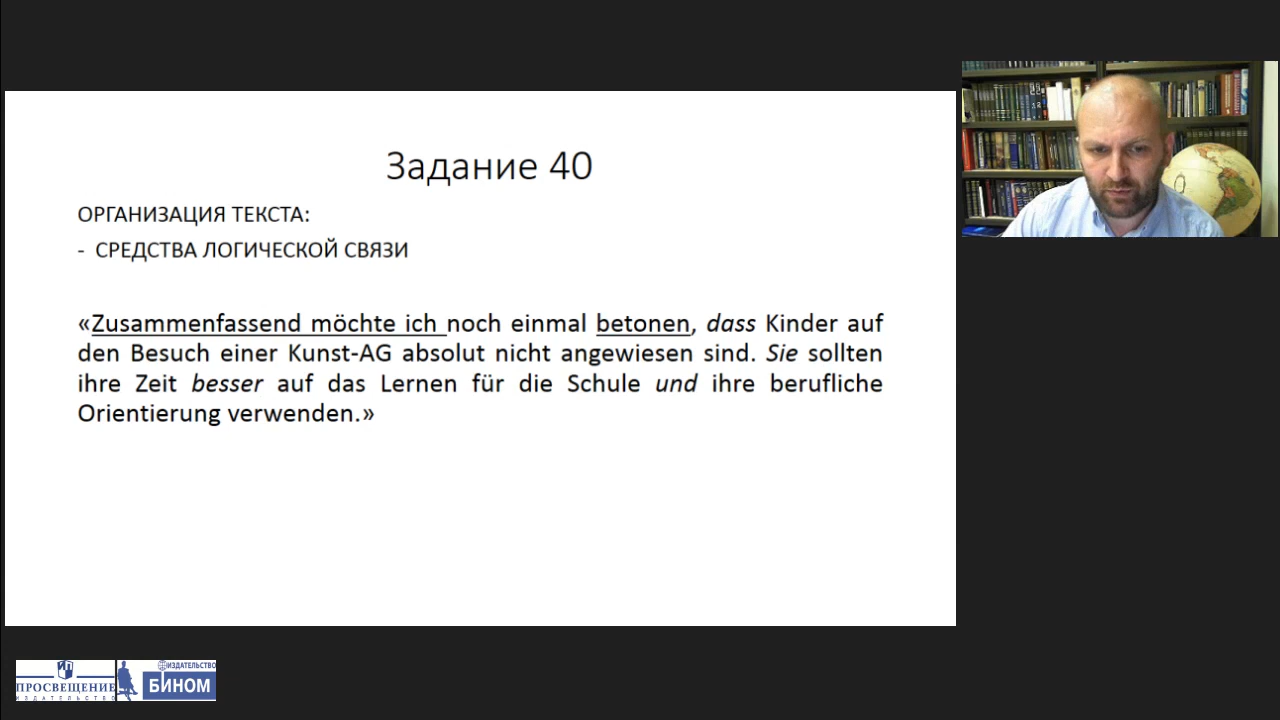 Задание 40
ОРГАНИЗАЦИЯ ТЕКСТА:
- СРЕДСТВА ЛОГИЧЕСКОЙ СВЯЗИ
«Zusammenfassend möchte ich noch einmal betonen, dass Kinder auf
den Besuch einer Kunst-AG absolut nicht angewiesen sind. Sie sollten
ihre Zeit besser auf das Lernen für die Schule und ihre berufliche
Orientierung verwenden.»
ПРОСВЕЩЕНИЕ
ИЗДАТЕЛЬСТВО
ИЗДАТЕЛЬСТВО
БИНОМ